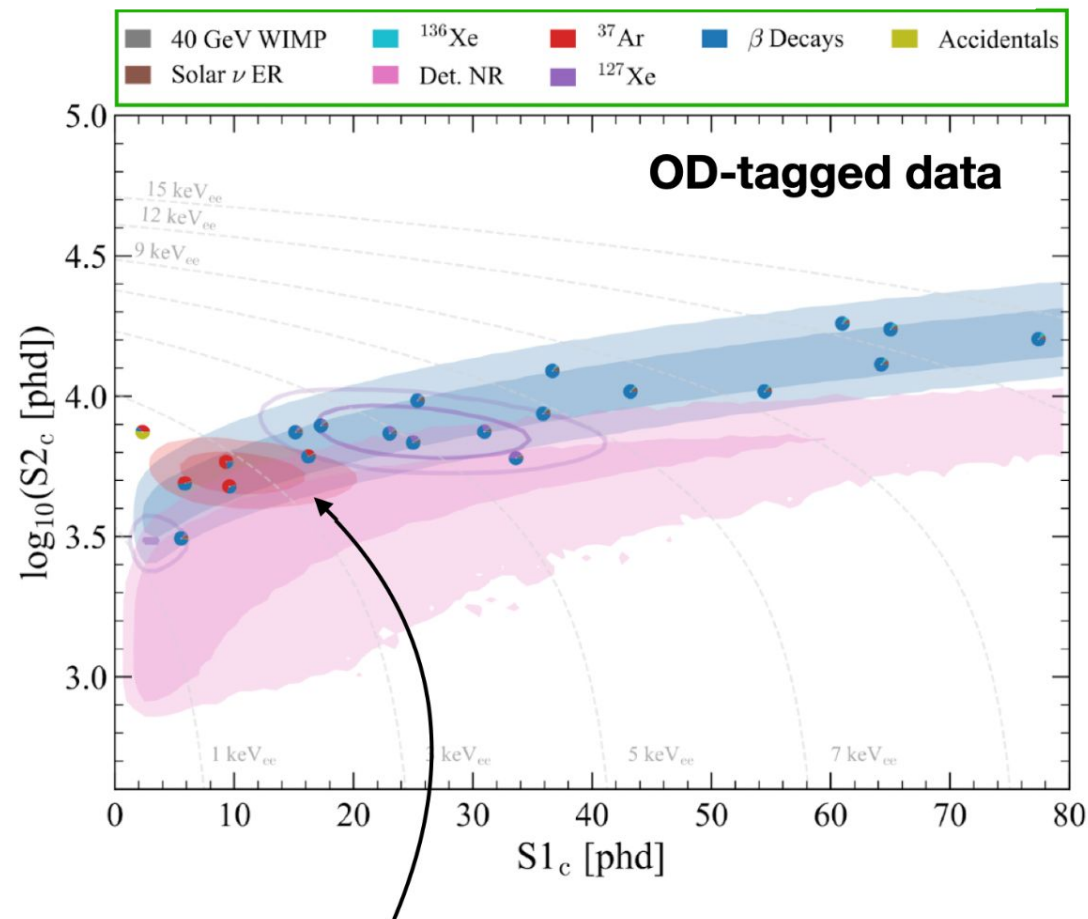 40 GeV WIMP ¹³⁶Xe ³⁷Ar β Decays Accidentals
Solar ν ER Det. NR ¹²⁷Xe
OD-tagged data
15 keVₑₑ
12 keVₑₑ
9 keVₑₑ
1 keVₑₑ
3 keVₑₑ
5 keVₑₑ
7 keVₑₑ
5.0
4.5
4.0
3.5
3.0
log₁₀(S2c [phd])
0 10 20 30 40 50 60 70 80
S1c [phd]